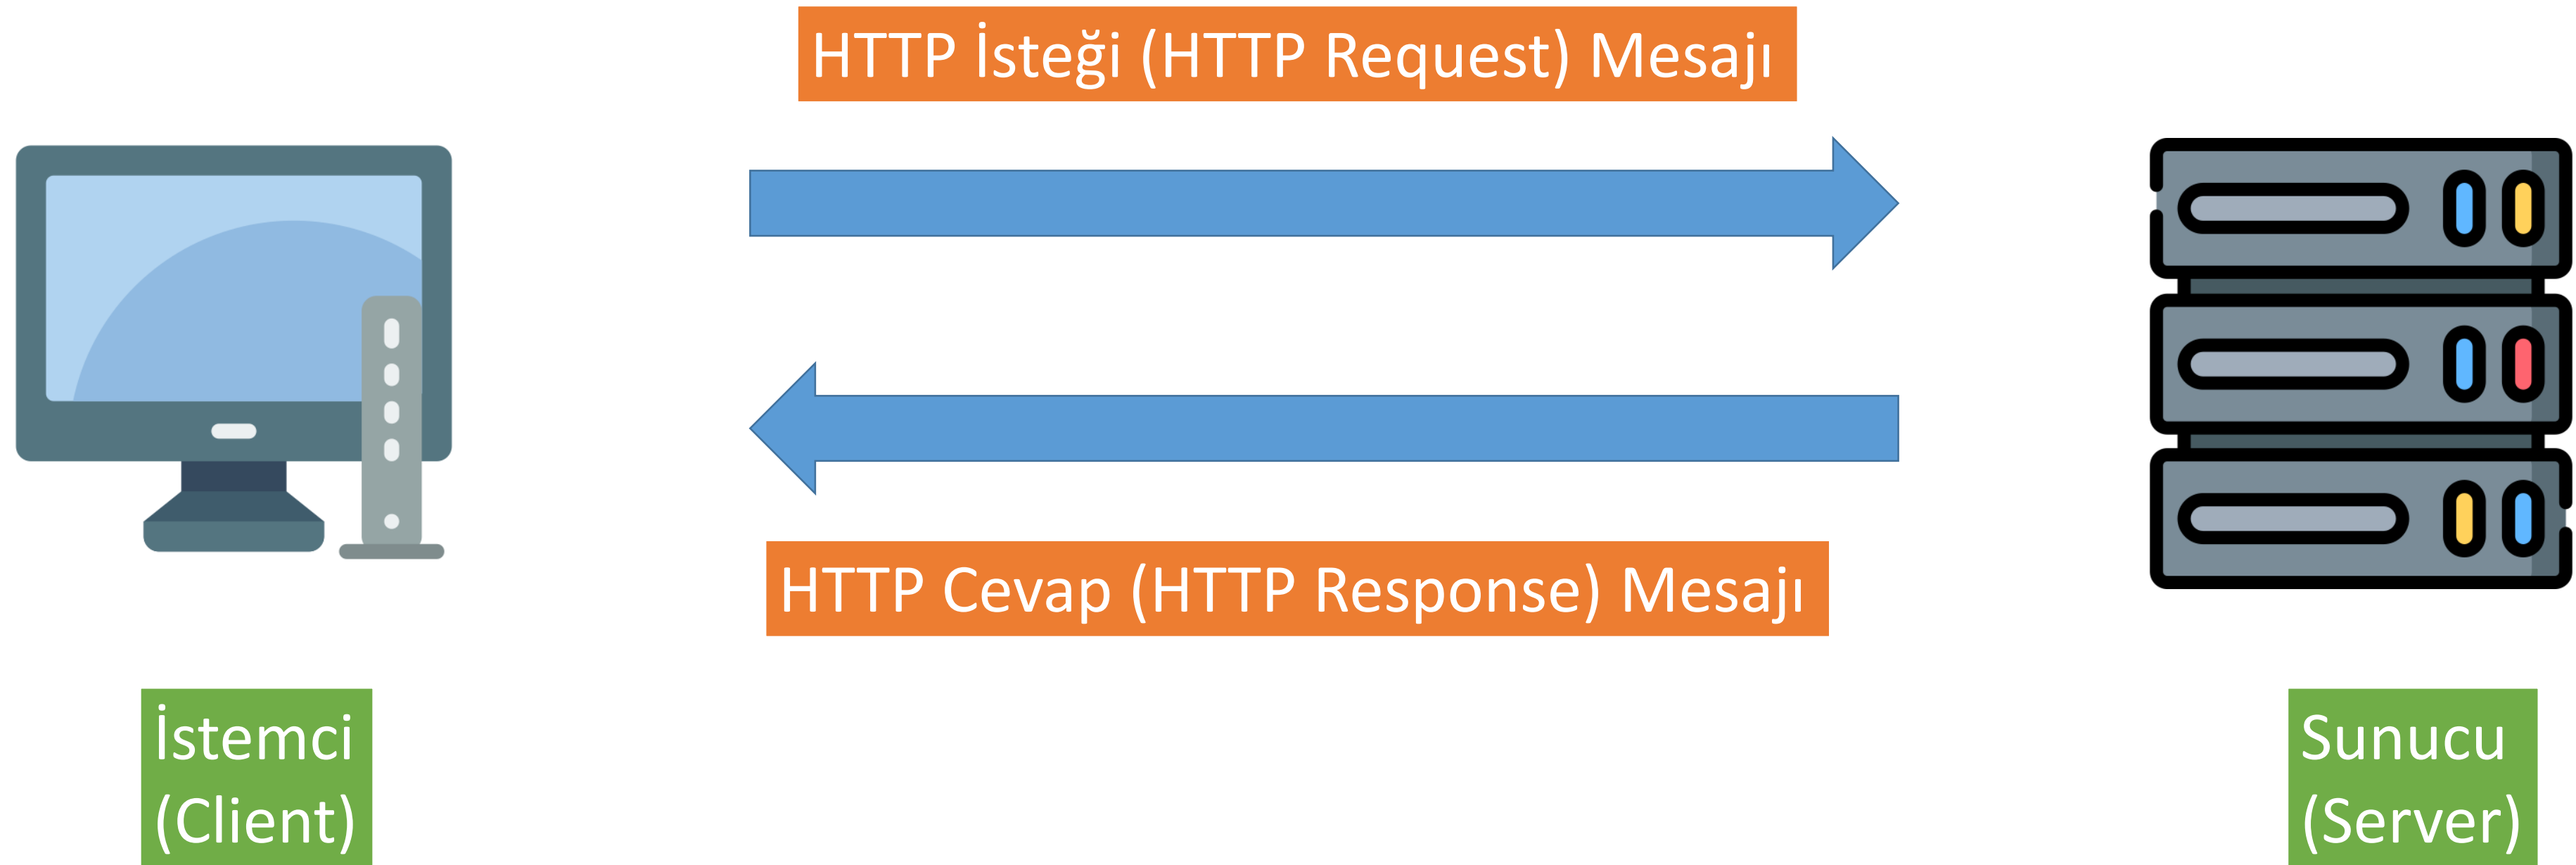 HTTP İsteği (HTTP Request) Mesajı
HTTP Cevap (HTTP Response) Mesajı
İstemci
(Client)
Sunucu
(Server)